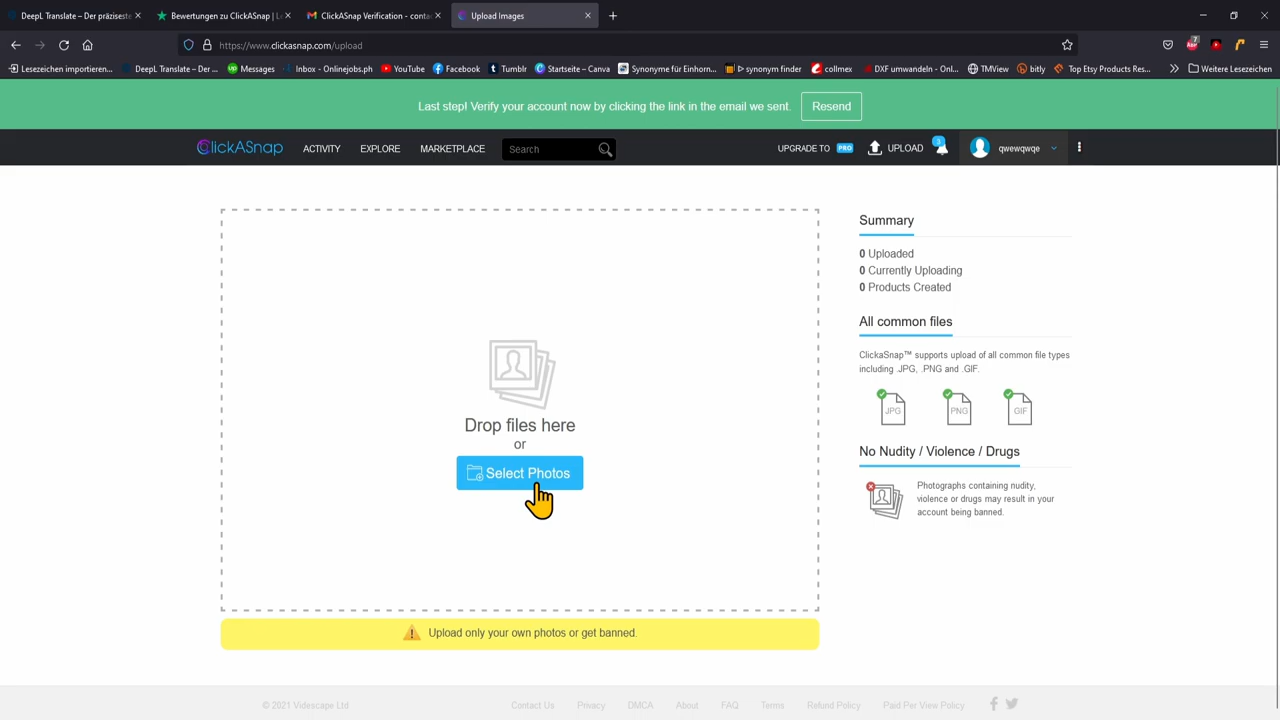 DeepL Translate – Der präzisest
Bewertungen zu ClickASnap | Le
ClickASnap Verification - conta
Upload Images
https://www.clickasnap.com/upload
Lesezeichen importieren...
DeepL Translate – Der ...
Messages
Inbox - Onlinejobs.ph
YouTube
Facebook
Tumblr
Startseite – Canva
Synonyme für Einhorn...
synonym finder
collmex
DXF umwandeln - Onl...
TMView
bitly
Top Etsy Products Res...
Weitere Lesezeichen
Last step! Verify your account now by clicking the link in the email we sent.
Resend
ClickASnap
ACTIVITY
EXPLORE
MARKETPLACE
Search
UPGRADE TO PRO
UPLOAD
qwewqwqe
Drop files here
or
Select Photos
Upload only your own photos or get banned.
Summary
0 Uploaded
0 Currently Uploading
0 Products Created
All common files
ClickaSnap™ supports upload of all common file types
including .JPG, .PNG and .GIF.
JPG PNG GIF
No Nudity / Violence / Drugs
Photographs containing nudity,
violence or drugs may result in your
account being banned.
© 2021 Videscape Ltd
Contact Us
Privacy
DMCA
About
FAQ
Terms
Refund Policy
Paid Per View Policy